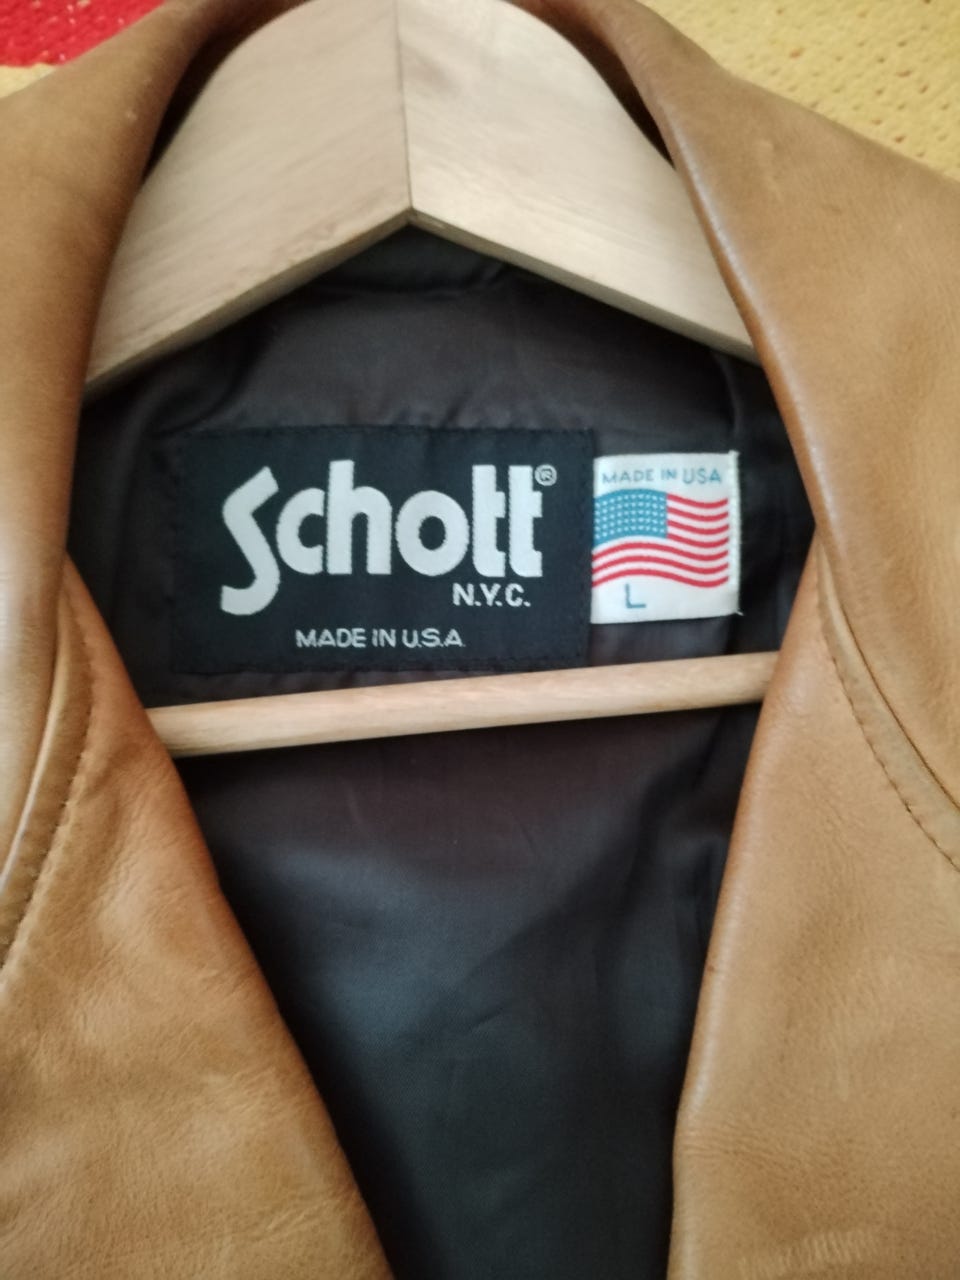 Schott®
N.Y.C.
MADE IN U.S.A.
MADE IN USA
L